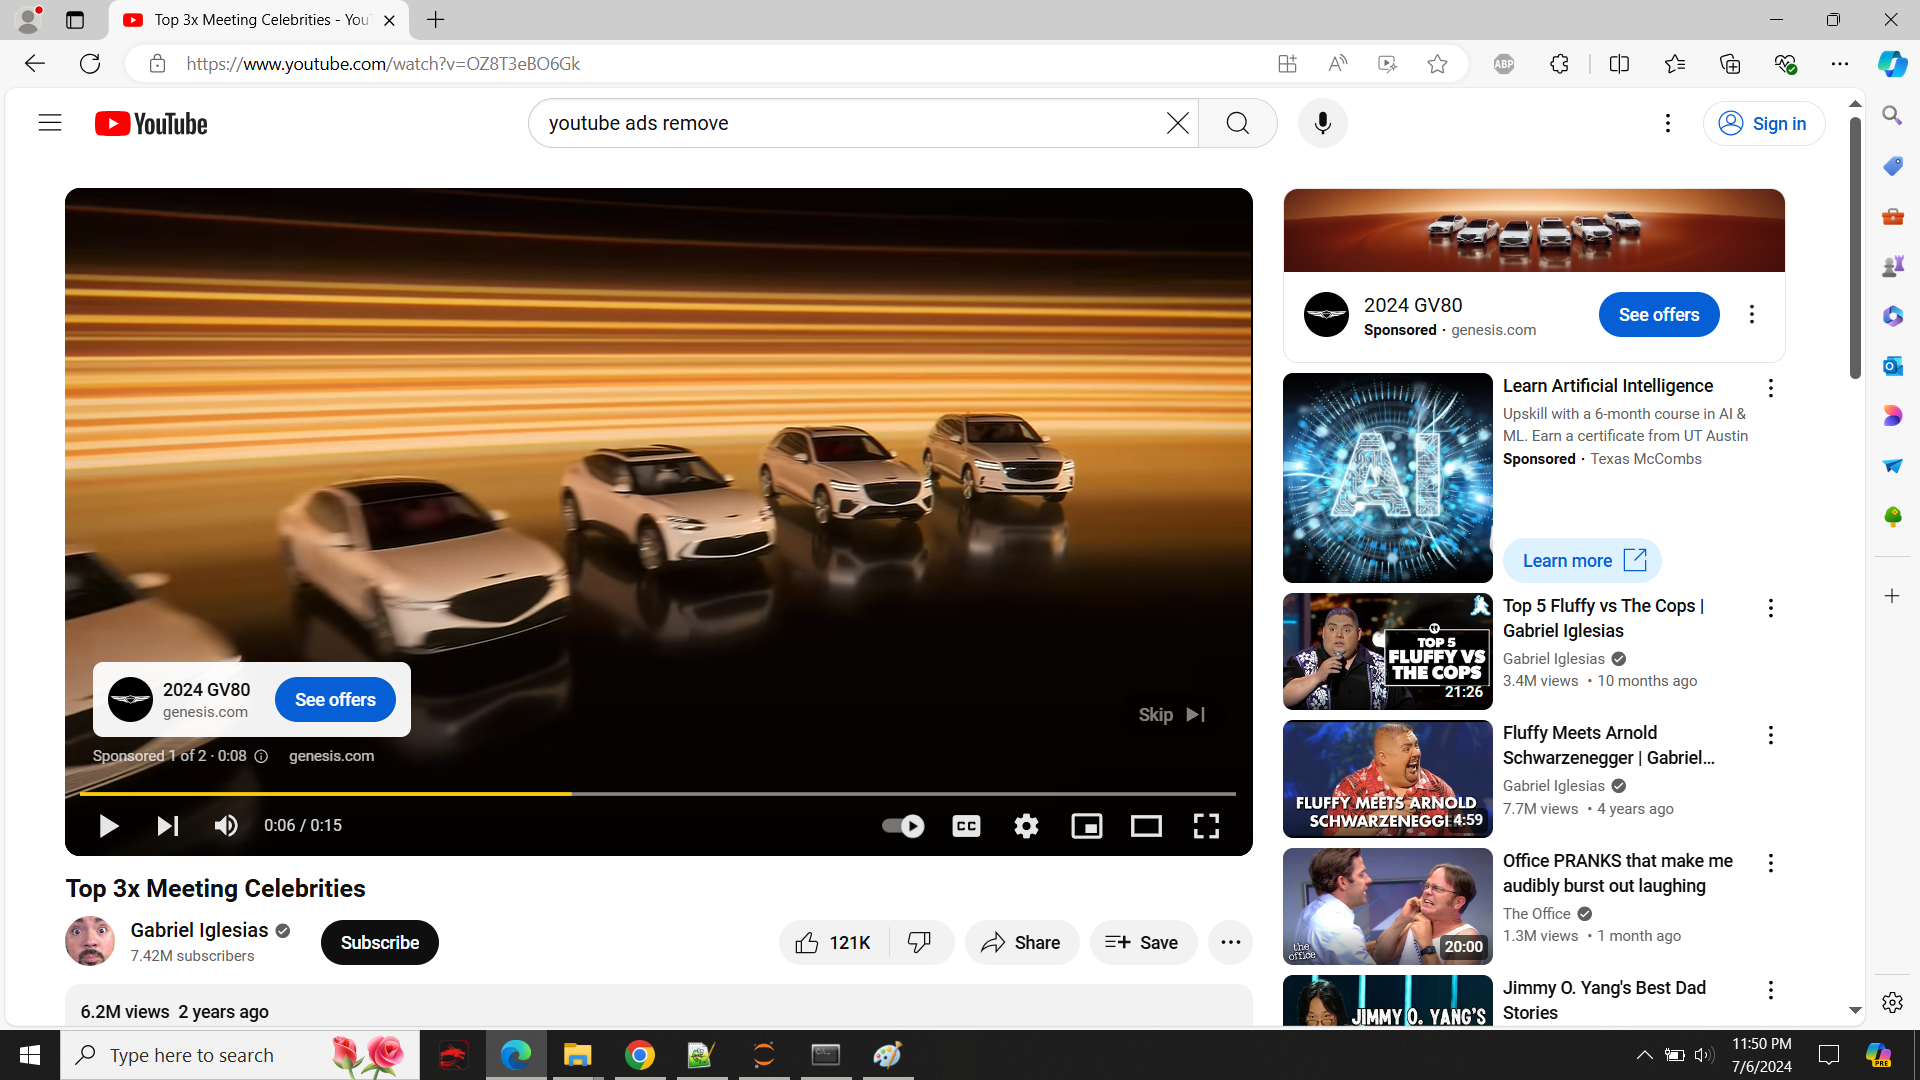 Top 3x Meeting Celebrities - You
https://www.youtube.com/watch?v=OZ8T3eBO6Gk
ABP
YouTube
youtube ads remove
Sign in
2024 GV80
Sponsored · genesis.com
See offers
Learn Artificial Intelligence
Upskill with a 6-month course in AI &
ML. Earn a certificate from UT Austin
Sponsored · Texas McCombs
AI
Learn more
2024 GV80
genesis.com
See offers
Skip
Sponsored 1 of 2 · 0:08
genesis.com
0:06 / 0:15
CC
TOP 5
FLUFFY VS
THE COPS
21:26
Top 5 Fluffy vs The Cops |
Gabriel Iglesias
Gabriel Iglesias
3.4M views • 10 months ago
FLUFFY MEETS ARNOLD
SCHWARZENEGGE
4:59
Fluffy Meets Arnold
Schwarzenegger | Gabriel...
Gabriel Iglesias
7.7M views • 4 years ago
the office
20:00
Office PRANKS that make me
audibly burst out laughing
The Office
1.3M views • 1 month ago
JIMMY O. YANG'S
Jimmy O. Yang's Best Dad
Stories
Top 3x Meeting Celebrities
Gabriel Iglesias
7.42M subscribers
Subscribe
121K
Share
Save
6.2M views 2 years ago
Type here to search
11:50 PM
7/6/2024
PRE